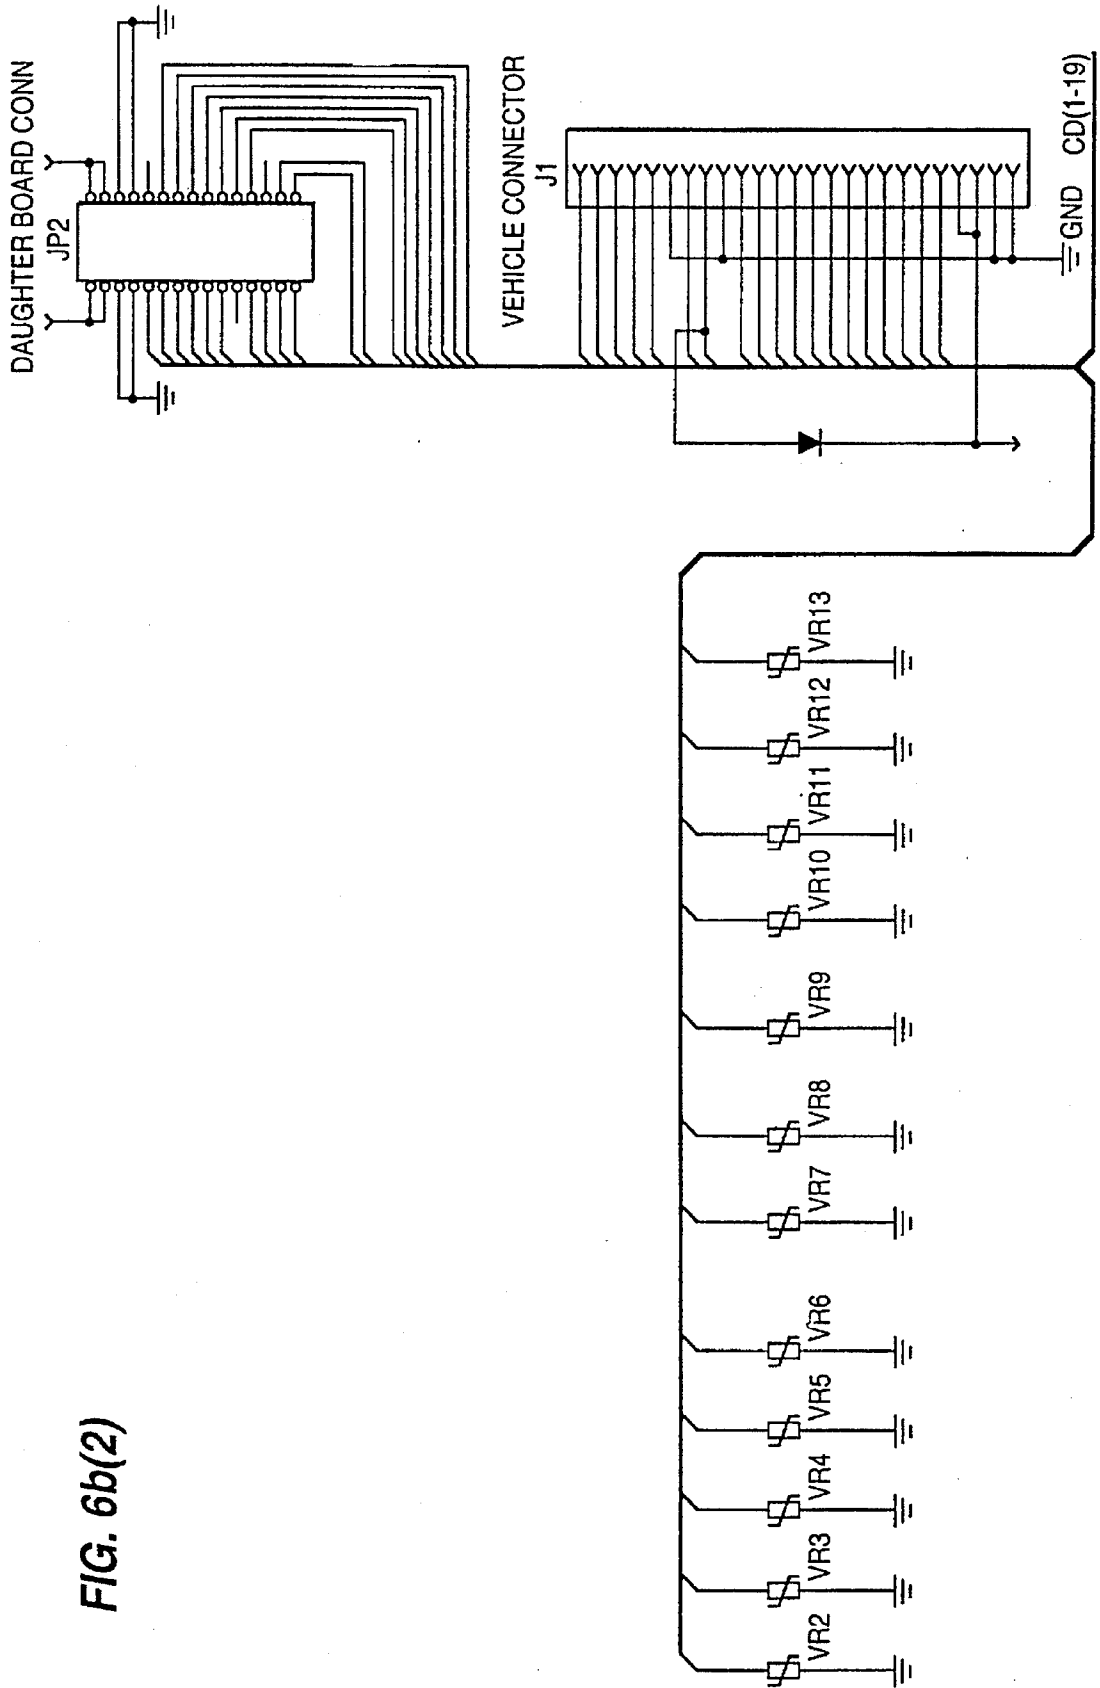 FIG. 6b(2)
DAUGHTER BOARD CONN
JP2
VEHICLE CONNECTOR
J1
GND
CD(1-19)
VR2
VR3
VR4
VR5
VR6
VR7
VR8
VR9
VR10
VR11
VR12
VR13